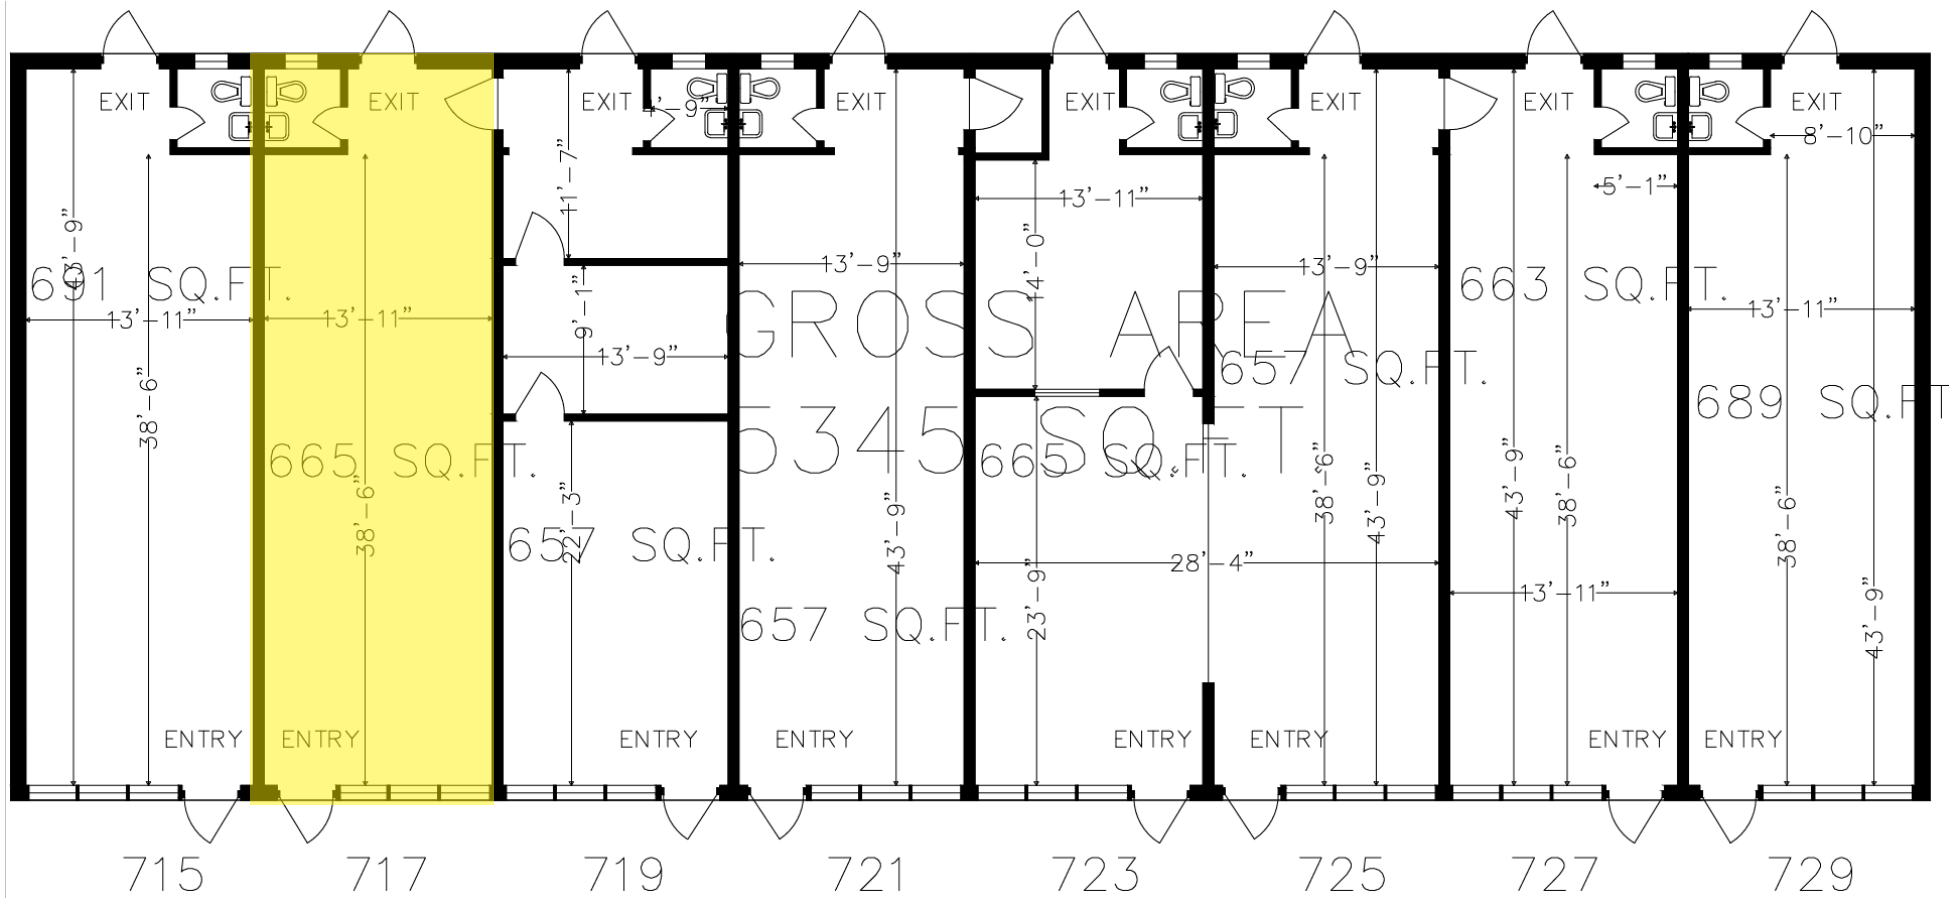 EXIT EXIT EXIT EXIT EXIT EXIT EXIT EXIT
4'-9"
8'-10"
11'-7"
5'-1"
13'-11"
43'-9"
14'-0"
13'-9"
13'-9"
691 SQ.FT.
663 SQ.FT.
13'-11"
13'-11"
13'-11"
9'-1"
GROSS AREA
13'-9"
657 SQ.FT.
38'-6"
689 SQ.FT
5345 SQ.FT
665 SQ.FT.
665 SQ.FT.
38'-6"
22'-3"
43'-9"
38'-6"
43'-9"
43'-9"
38'-6"
38'-6"
657 SQ.FT.
28'-4"
13'-11"
23'-9"
43'-9"
657 SQ.FT.
ENTRY ENTRY ENTRY ENTRY ENTRY ENTRY ENTRY ENTRY
715 717 719 721 723 725 727 729